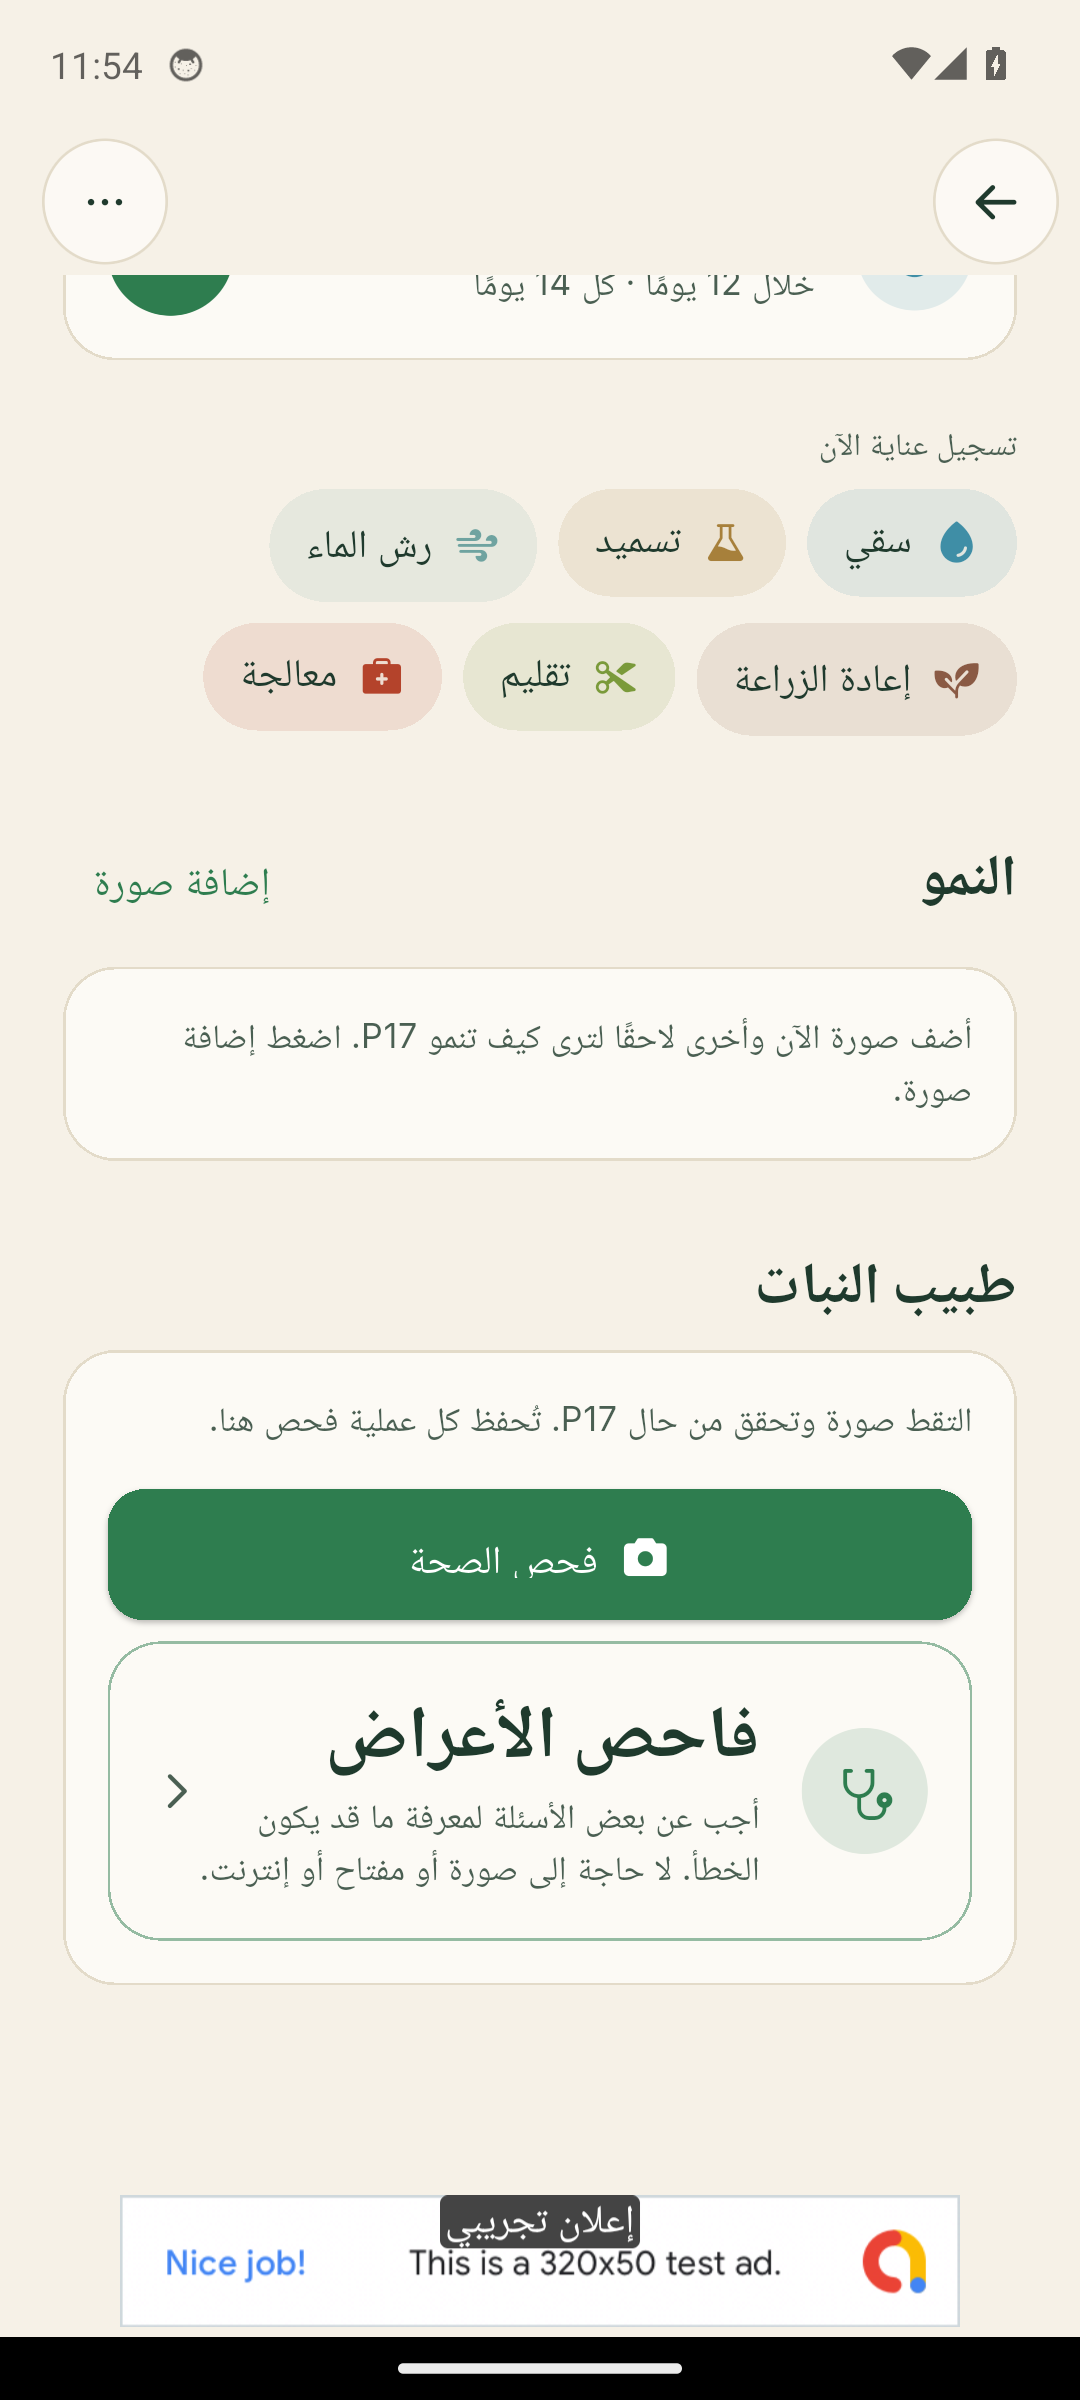 11:54
خلال 12 يومًا · كل 14 يومًا
تسجيل عناية الآن
سقي
تسميد
رش الماء
إعادة الزراعة
تقليم
معالجة
النمو
إضافة صورة
أضف صورة الآن وأخرى لاحقًا لترى كيف تنمو P17. اضغط إضافة
صورة.
طبيب النبات
التقط صورة وتحقق من حال P17. تُحفظ كل عملية فحص هنا.
فحص الصحة
فاحص الأعراض
أجب عن بعض الأسئلة لمعرفة ما قد يكون
الخطأ. لا حاجة إلى صورة أو مفتاح أو إنترنت.
إعلان تجريبي
Nice job!
This is a 320x50 test ad.